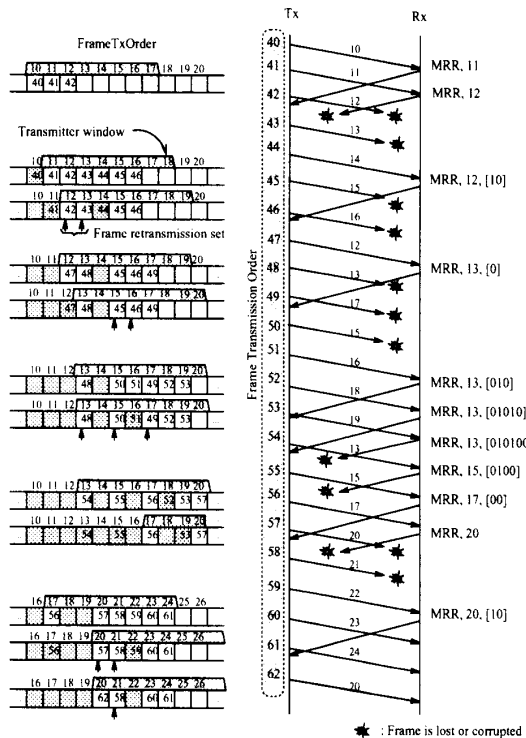 FrameTxOrder
10 11 12 13 14 15 16 17 18 19 20
40 41 42
Transmitter window
10 11 12 13 14 15 16 17 18 19 20
40 41 42 43 44 45 46
10 11 12 13 14 15 16 17 18 19 20
41 42 43 44 45 46
Frame retransmission set
10 11 12 13 14 15 16 17 18 19 20
47 48 45 46 49
10 11 12 13 14 15 16 17 18 19 20
47 48 45 46 49
10 11 12 13 14 15 16 17 18 19 20
48 50 51 49 52 53
10 11 12 13 14 15 16 17 18 19 20
48 50 51 49 52 53
10 11 12 13 14 15 16 17 18 19 20
54 55 56 52 53 57
10 11 12 13 14 15 16 17 18 19 20
54 55 56 53 57
16 17 18 19 20 21 22 23 24 25 26
56 57 58 59 60 61
16 17 18 19 20 21 22 23 24 25 26
56 57 58 59 60 61
16 17 18 19 20 21 22 23 24 25 26
62 58 60 61
Frame Transmission Order
Tx
Rx
40
41
42
43
44
45
46
47
48
49
50
51
52
53
54
55
56
57
58
59
60
61
62
10
11
12
13
14
15
16
12
13
17
15
16
18
19
13
15
17
20
21
22
23
24
20
MRR, 11
MRR, 12
MRR, 12, [10]
MRR, 13, [0]
MRR, 13, [010]
MRR, 13, [01010]
MRR, 13, [010100
MRR, 15, [0100]
MRR, 17, [00]
MRR, 20
MRR, 20, [10]
: Frame is lost or corrupted